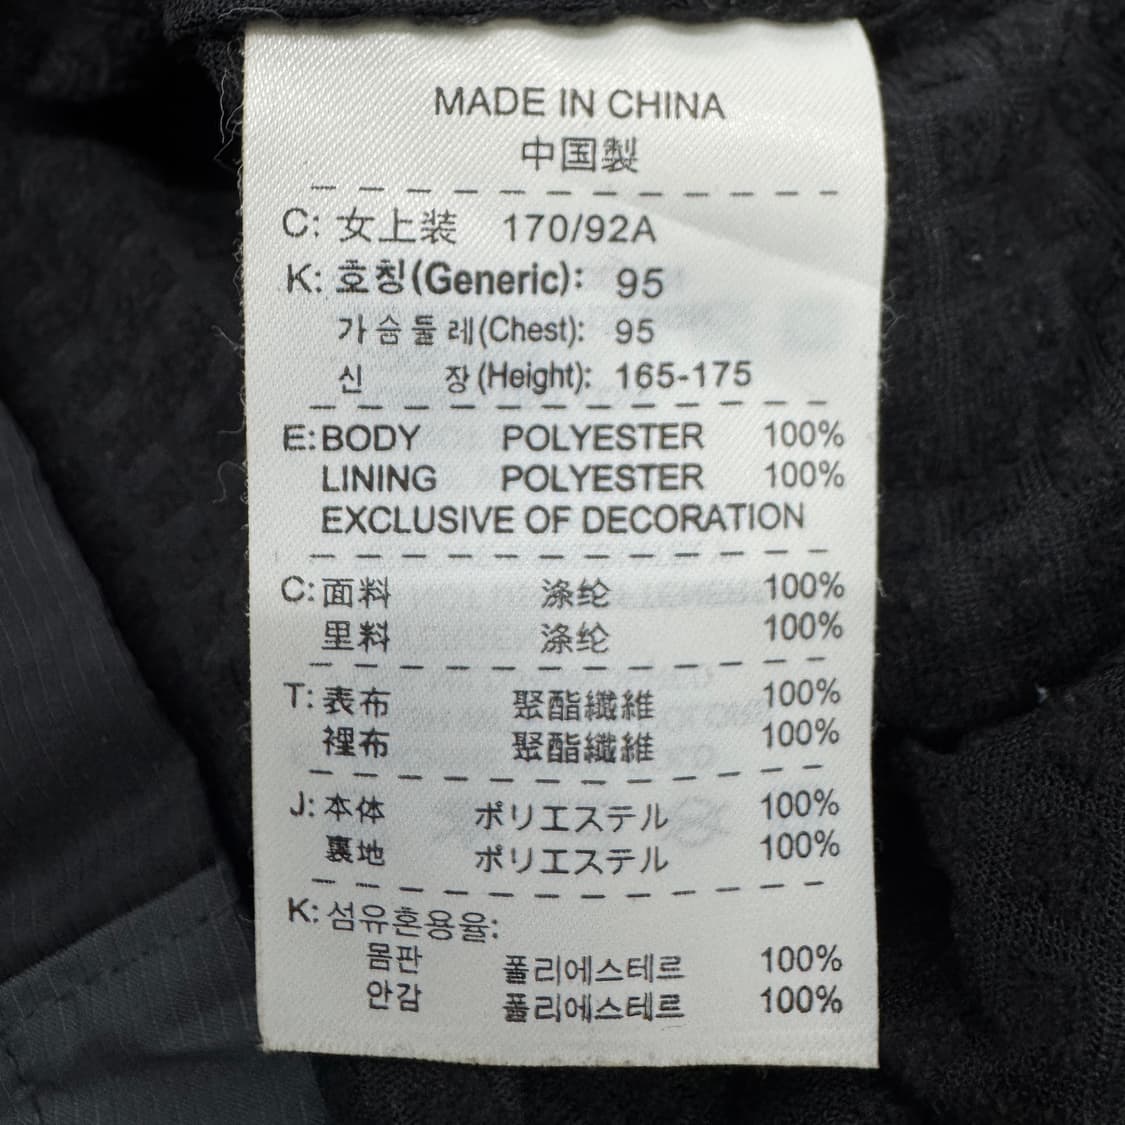 MADE IN CHINA
中国製
C: 女上装 170/92A
K: 호칭(Generic): 95
가슴둘레(Chest): 95
신 장(Height): 165-175
E: BODY POLYESTER 100%
LINING POLYESTER 100%
EXCLUSIVE OF DECORATION
C: 面料 涤纶 100%
里料 涤纶 100%
T: 表布 聚酯纖維 100%
裡布 聚酯纖維 100%
J: 本体 ポリエステル 100%
裏地 ポリエステル 100%
K: 섬유혼용율:
몸판 폴리에스테르 100%
안감 폴리에스테르 100%